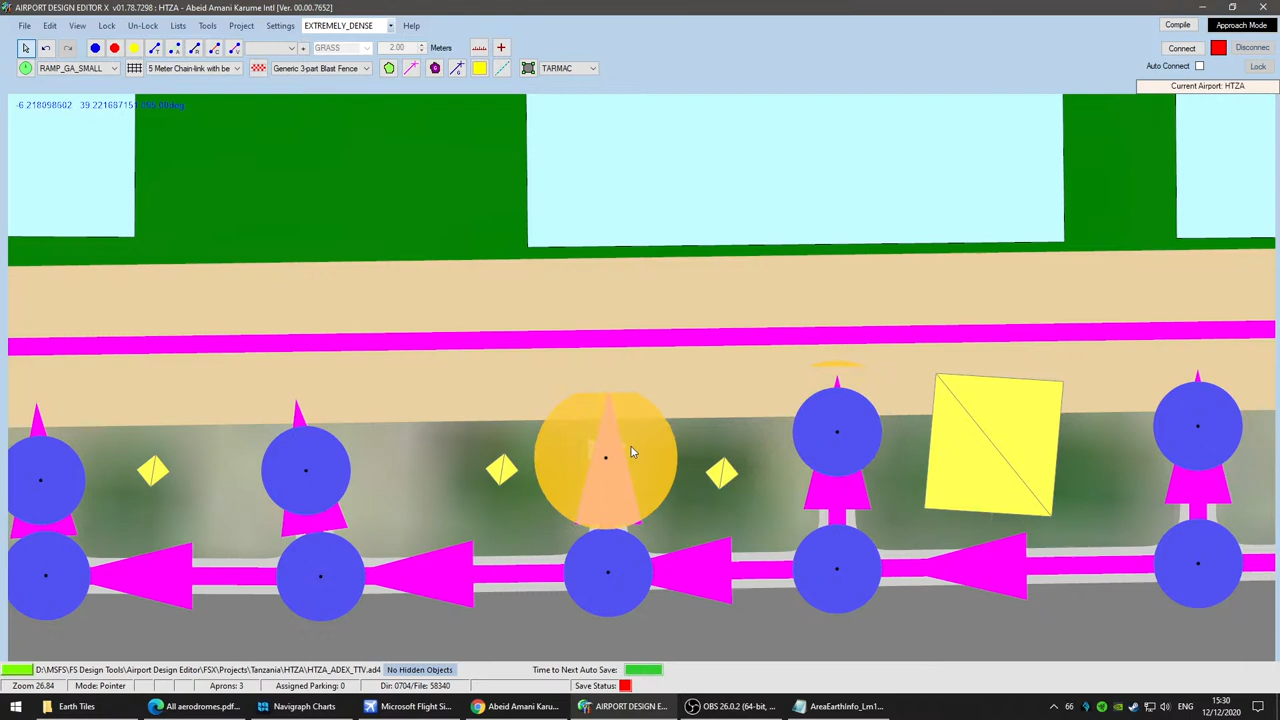 AIRPORT DESIGN EDITOR X v01.78.7298 : HTZA - Abeid Amani Karume Intl [Ver. 00.00.7652]
File Edit View Lock Un-Lock Lists Tools Project Settings EXTREMELY_DENSE Help
Compile Approach Mode
GRASS 2.00 Meters
Connect Disconnec
RAMP_GA_SMALL 5 Meter Chain-link with be Generic 3-part Blast Fence TARMAC
Auto Connect Lock
Current Airport: HTZA
D:\MSFS\FS Design Tools\Airport Design Editor\FSX\Projects\Tanzania\HTZA\HTZA_ADEX_TTV.ad4 No Hidden Objects Time to Next Auto Save:
Zoom 26.84 Mode: Pointer Aprons: 3 Assigned Parking: 0 Dir: 0704/File: 58340 Save Status:
Earth Tiles All aerodromes.pdf... Navigraph Charts Microsoft Flight Si... Abeid Amani Karu... AIRPORT DESIGN E... OBS 26.0.2 (64-bit, ... AreaEarthInfo_Lm1... 66 ENG 15:30
12/12/2020